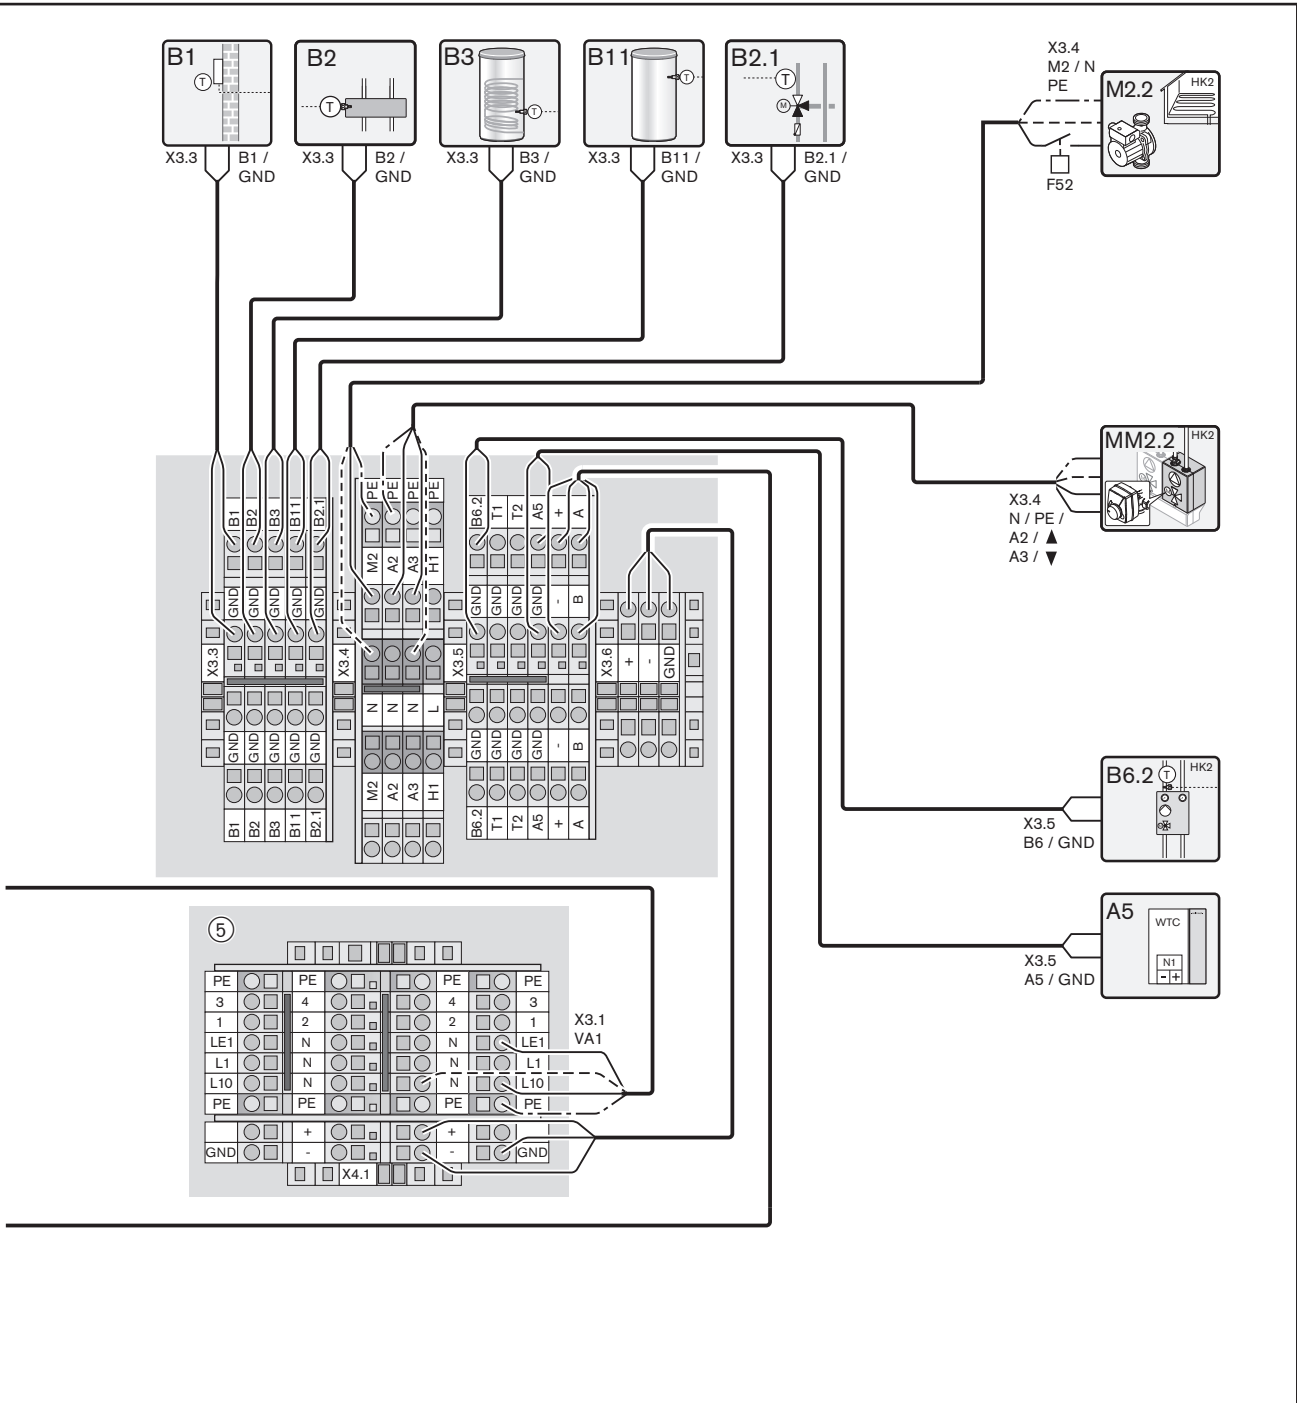 B1
T
X3.3
B1 /
GND
B2
T
X3.3
B2 /
GND
B3
T
X3.3
B3 /
GND
B11
T
X3.3
B11 /
GND
B2.1
T
M
X3.3
B2.1 /
GND
X3.4
M2 / N
PE
F52
M2.2
HK2
MM2.2
HK2
X3.4
N / PE /
A2 / ▲
A3 / ▼
B1
B2
B3
B11
B2.1
GND
GND
GND
GND
GND
X3.3
GND
GND
GND
GND
GND
B1
B2
B3
B11
B2.1
PE
PE
PE
PE
M2
A2
A3
H1
X3.4
N
N
N
L
M2
A2
A3
H1
B6.2
T1
T2
A5
+
A
GND
GND
GND
GND
-
B
X3.5
GND
GND
GND
GND
-
B
B6.2
T1
T2
A5
+
A
X3.6
+
-
GND
B6.2
T
HK2
X3.5
B6 / GND
A5
WTC
N1
- +
X3.5
A5 / GND
5
PE PE PE PE
3 4 4 3
1 2 2 1
LE1 N N LE1
L1 N N L1
L10 N N L10
PE PE PE PE
+ +
GND - - GND
X4.1
X3.1
VA1